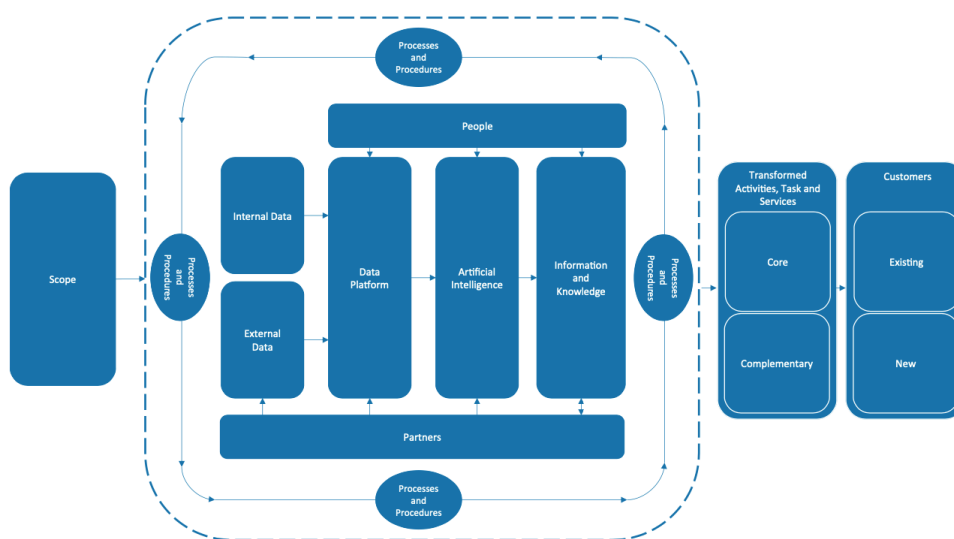 Processes
and
Procedures
People
Transformed
Activities, Task and
Services
Customers
Internal Data
Scope
Processes
and
Procedures
Data
Platform
Artificial
Intelligence
Information
and
Knowledge
Processes
and
Procedures
Core
Existing
External
Data
Complementary
New
Partners
Processes
and
Procedures